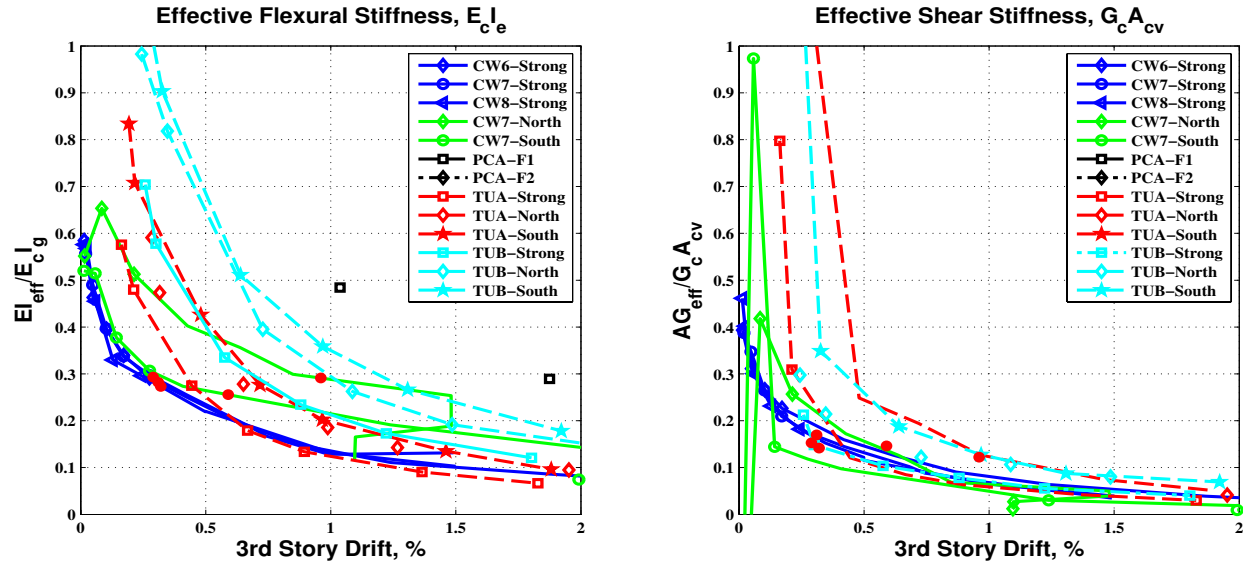 Effective Flexural Stiffness, E_cI_e
EI_eff/E_cI_g
1
0.9
0.8
0.7
0.6
0.5
0.4
0.3
0.2
0.1
0
CW6−Strong
CW7−Strong
CW8−Strong
CW7−North
CW7−South
PCA−F1
PCA−F2
TUA−Strong
TUA−North
TUA−South
TUB−Strong
TUB−North
TUB−South
0 0.5 1 1.5 2
3rd Story Drift, %
Effective Shear Stiffness, G_cA_cv
AG_eff/G_cA_cv
1
0.9
0.8
0.7
0.6
0.5
0.4
0.3
0.2
0.1
0
CW6−Strong
CW7−Strong
CW8−Strong
CW7−North
CW7−South
PCA−F1
PCA−F2
TUA−Strong
TUA−North
TUA−South
TUB−Strong
TUB−North
TUB−South
0 0.5 1 1.5 2
3rd Story Drift, %